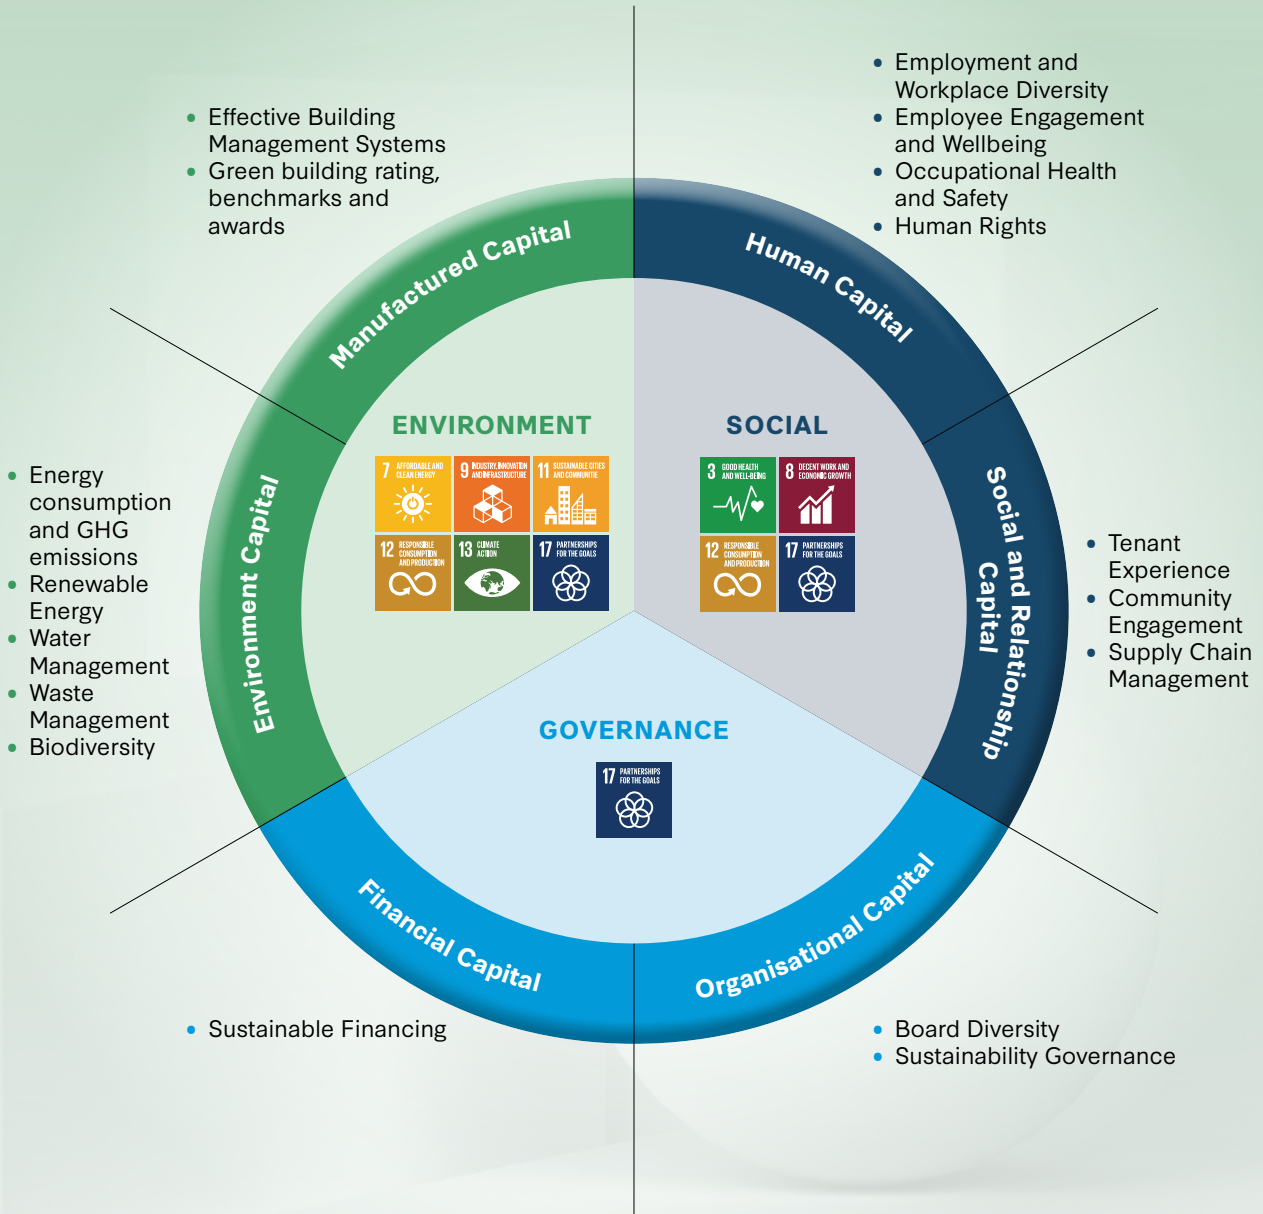 • Effective Building
Management Systems
• Green building rating,
benchmarks and
awards
• Employment and
Workplace Diversity
• Employee Engagement
and Wellbeing
• Occupational Health
and Safety
• Human Rights
Manufactured Capital
Human Capital
ENVIRONMENT
7 AFFORDABLE AND
CLEAN ENERGY
9 INDUSTRY, INNOVATION
AND INFRASTRUCTURE
11 SUSTAINABLE CITIES
AND COMMUNITIE
12 RESPONSIBLE
CONSUMPTION
AND PRODUCTION
13 CLIMATE
ACTION
17 PARTNERSHIPS
FOR THE GOALS
SOCIAL
3 GOOD HEALTH
AND WELL-BEING
8 DECENT WORK AND
ECONOMIC GROWTH
12 RESPONSIBLE
CONSUMPTION
AND PRODUCTION
17 PARTNERSHIPS
FOR THE GOALS
Environment Capital
• Energy
consumption
and GHG
emissions
• Renewable
Energy
• Water
Management
• Waste
Management
• Biodiversity
Social and Relationship
Capital
• Tenant
Experience
• Community
Engagement
• Supply Chain
Management
GOVERNANCE
17 PARTNERSHIPS
FOR THE GOALS
Financial Capital
Organisational Capital
• Sustainable Financing
• Board Diversity
• Sustainability Governance